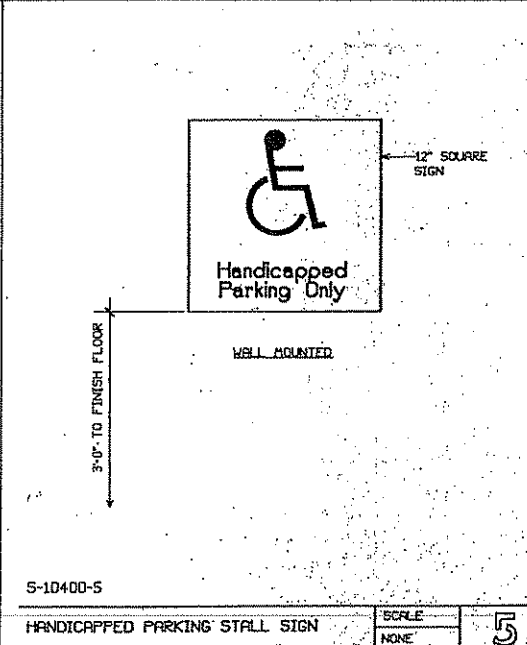 12" SQUARE
SIGN
Handicapped
Parking Only
WALL MOUNTED
3'-0" TO FINISH FLOOR
S-10400-S
HANDICAPPED PARKING STALL SIGN
SCALE
NONE
5